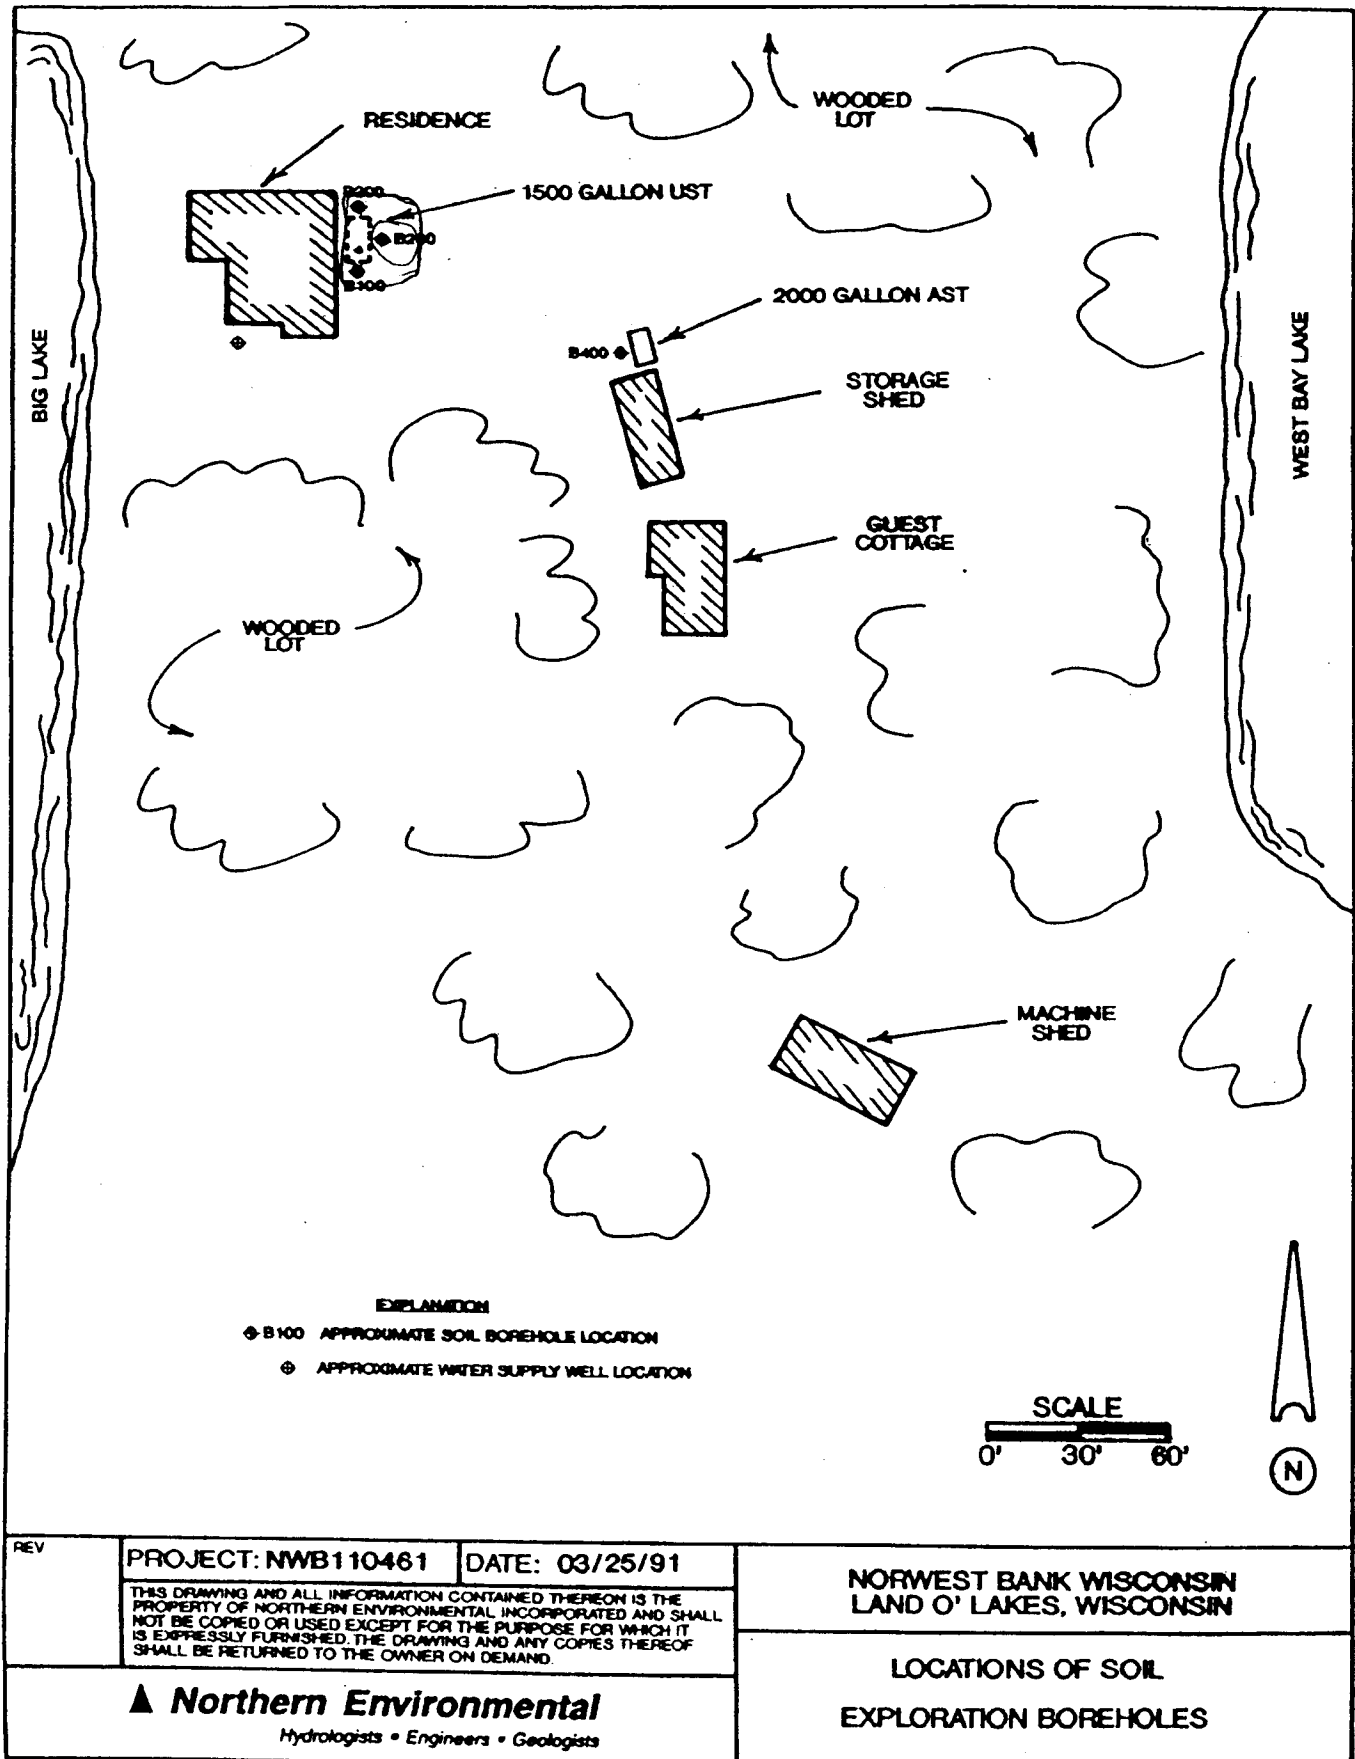 RESIDENCE
WOODED
LOT
B200
1500 GALLON UST
B100
2000 GALLON AST
B400
STORAGE
SHED
BIG LAKE
WEST BAY LAKE
GUEST
COTTAGE
WOODED
LOT
MACHINE
SHED
EXPLANATION
B100 APPROXIMATE SOIL BOREHOLE LOCATION
APPROXIMATE WATER SUPPLY WELL LOCATION
SCALE
0' 30' 60'
N
REV
PROJECT: NWB110461
DATE: 03/25/91
THIS DRAWING AND ALL INFORMATION CONTAINED THEREON IS THE
PROPERTY OF NORTHERN ENVIRONMENTAL INCORPORATED AND SHALL
NOT BE COPIED OR USED EXCEPT FOR THE PURPOSE FOR WHICH IT
IS EXPRESSLY FURNISHED. THE DRAWING AND ANY COPIES THEREOF
SHALL BE RETURNED TO THE OWNER ON DEMAND.
Northern Environmental
Hydrologists • Engineers • Geologists
NORWEST BANK WISCONSIN
LAND O' LAKES, WISCONSIN
LOCATIONS OF SOIL
EXPLORATION BOREHOLES